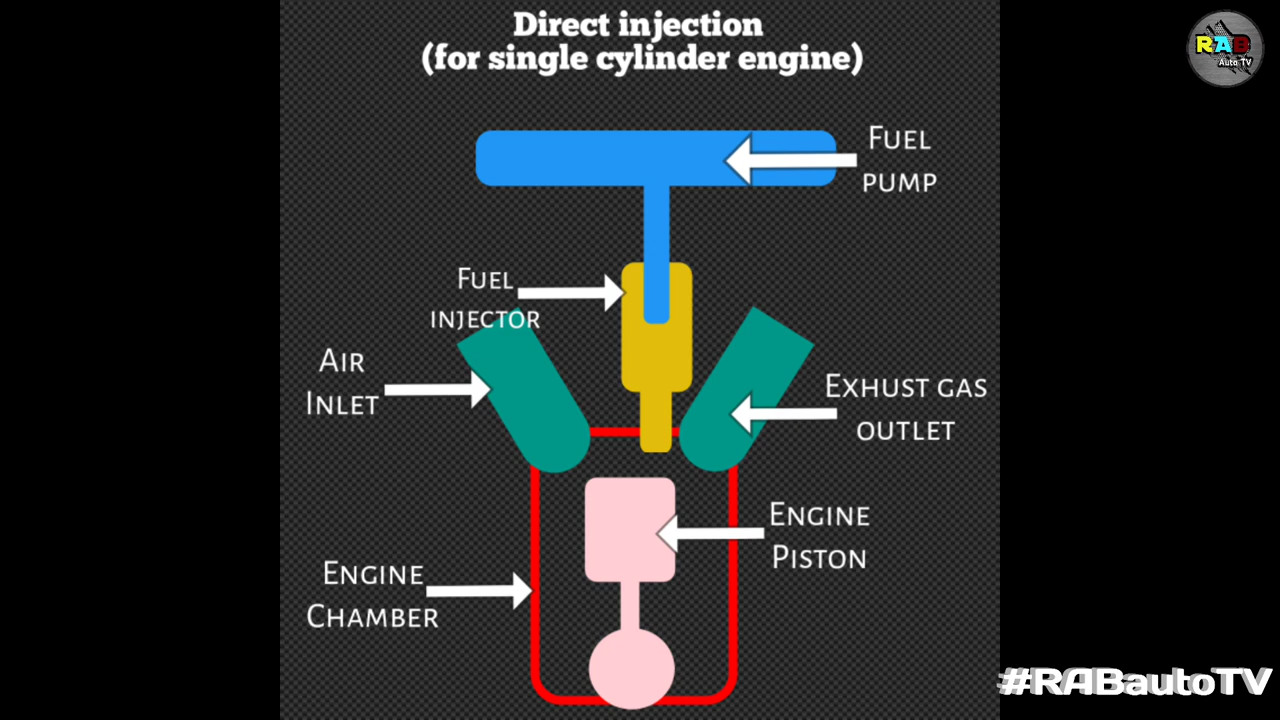 Direct injection
(for single cylinder engine)
RAB
Auto TV
Fuel
pump
Fuel
injector
Air
Inlet
Exhust gas
outlet
Engine
Piston
Engine
Chamber
#RABautoTV